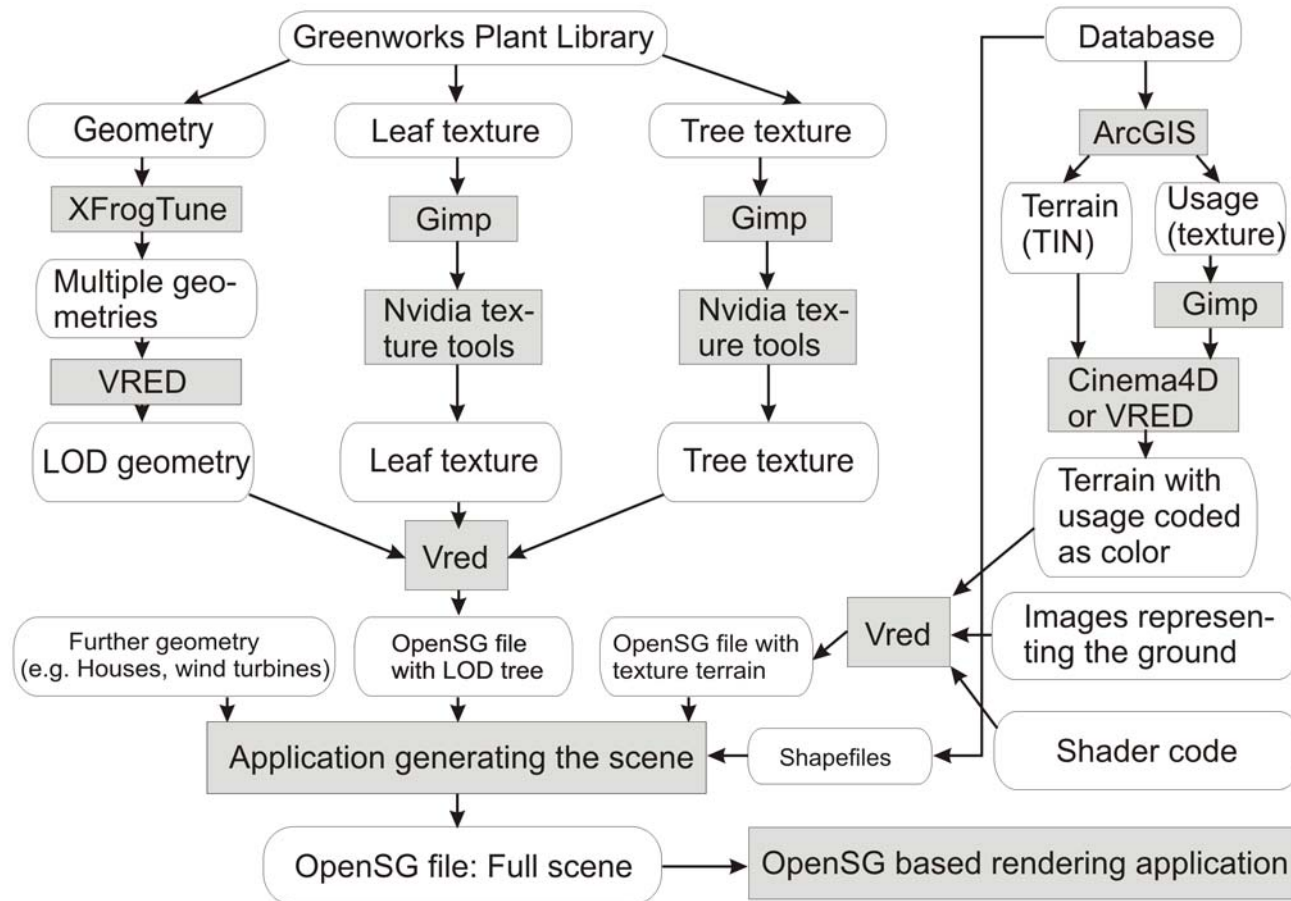 Greenworks Plant Library
Database
Geometry
Leaf texture
Tree texture
ArcGIS
XFrogTune
Gimp
Gimp
Terrain
(TIN)
Usage
(texture)
Multiple geo-
metries
Nvidia tex-
ture tools
Nvidia tex-
ure tools
Gimp
VRED
Cinema4D
or VRED
LOD geometry
Leaf texture
Tree texture
Terrain with
usage coded
as color
Vred
Further geometry
(e.g. Houses, wind turbines)
OpenSG file
with LOD tree
OpenSG file with
texture terrain
Vred
Images represen-
ting the ground
Application generating the scene
Shapefiles
Shader code
OpenSG file: Full scene
OpenSG based rendering application